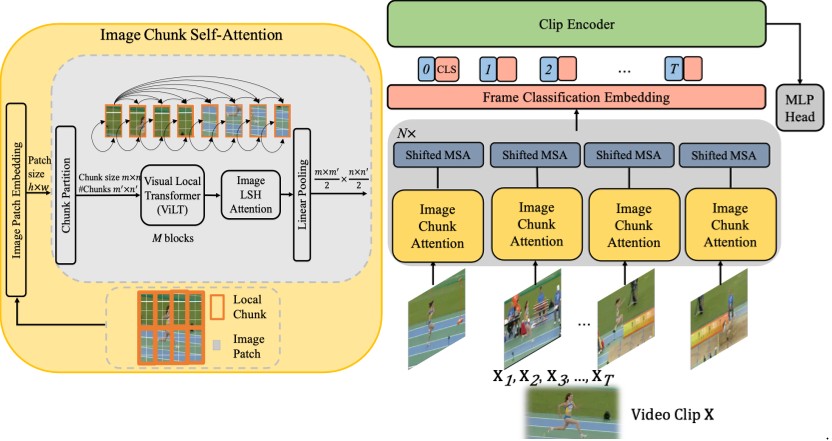 Image Chunk Self-Attention
Image Patch Embedding
Patch
size
h×w
Chunk Partition
Chunk size m×n
#Chunks m'×n'
Visual Local
Transformer
(ViLT)
M blocks
Image
LSH
Attention
Linear Pooling
m×m'/2 × n×n'/2
Local
Chunk
Image
Patch
Clip Encoder
0 CLS 1 2 ... T
Frame Classification Embedding
MLP
Head
N×
Shifted MSA Shifted MSA Shifted MSA Shifted MSA
Image
Chunk
Attention
Image
Chunk
Attention
Image
Chunk
Attention
Image
Chunk
Attention
...
X1, X2, X3, ..., XT
Video Clip X